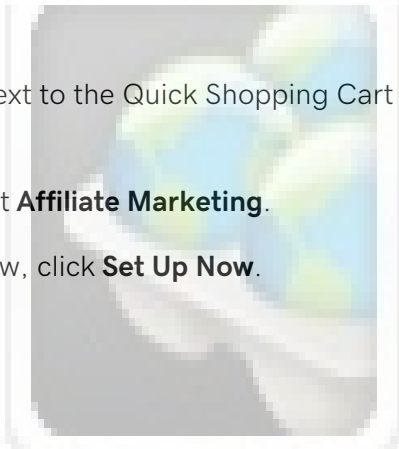 ext to the Quick Shopping Cart
t Affiliate Marketing.
w, click Set Up Now.